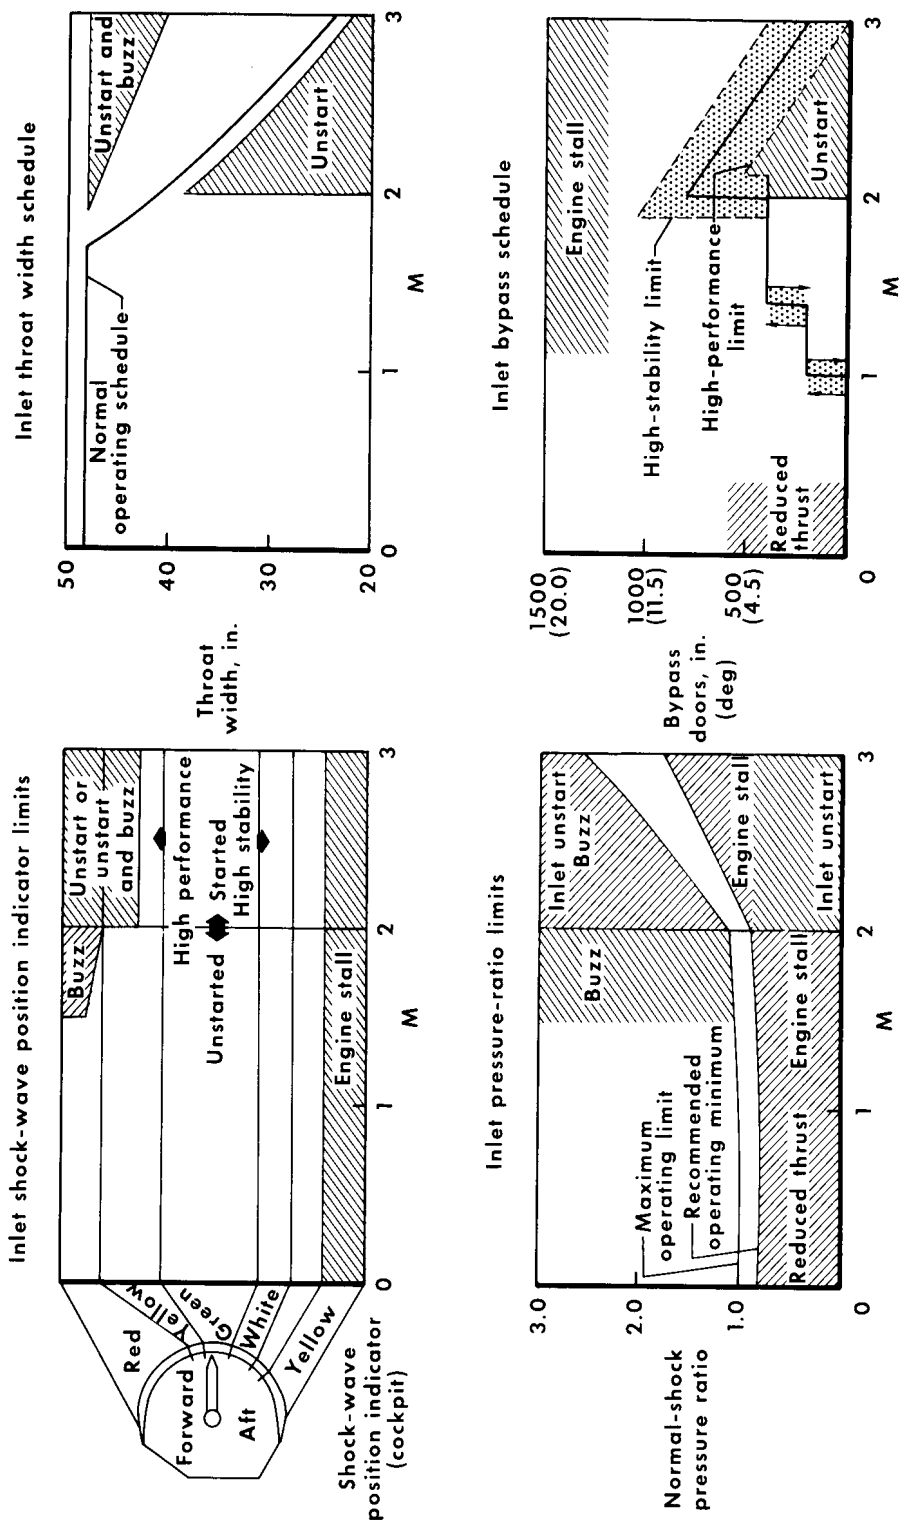 Inlet shock-wave position indicator limits
Red
Yellow
Green
White
Yellow
Forward
Aft
Shock-wave
position indicator
(cockpit)
Buzz
Unstart or
unstart
and buzz
High performance
Unstarted
Started
High stability
Engine stall
0
1
2
3
M
Inlet throat width schedule
50
40
30
20
Throat
width, in.
Normal
operating schedule
Unstart and
buzz
Unstart
0
1
2
3
M
Inlet pressure-ratio limits
3.0
2.0
1.0
0
Normal-shock
pressure ratio
Maximum
operating limit
Recommended
operating minimum
Buzz
Inlet unstart
Buzz
Reduced thrust
Engine stall
Engine stall
Inlet unstart
1
2
3
M
Inlet bypass schedule
1500
(20.0)
1000
(11.5)
500
(4.5)
0
Bypass
doors, in.
(deg)
Engine stall
High-stability limit
High-performance
limit
Reduced
thrust
Unstart
1
2
3
M